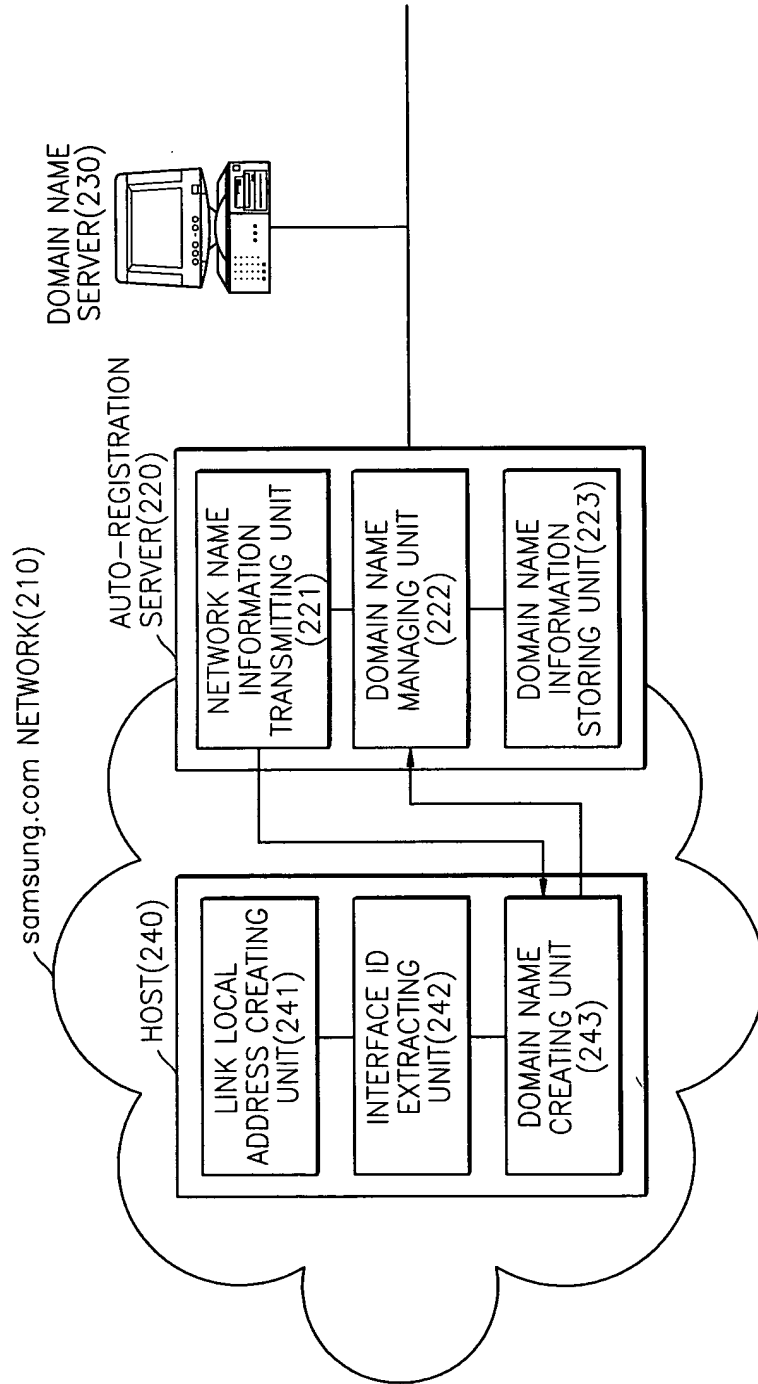 samsung.com NETWORK(210)
AUTO-REGISTRATION
SERVER(220)
DOMAIN NAME
SERVER(230)
HOST(240)
LINK LOCAL
ADDRESS CREATING
UNIT(241)
INTERFACE ID
EXTRACTING
UNIT(242)
DOMAIN NAME
CREATING UNIT
(243)
NETWORK NAME
INFORMATION
TRANSMITTING UNIT
(221)
DOMAIN NAME
MANAGING UNIT
(222)
DOMAIN NAME
INFORMATION
STORING UNIT(223)